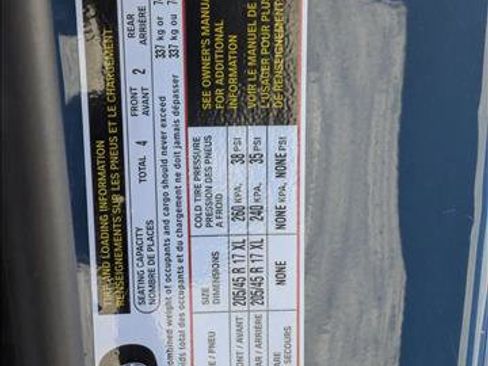 TIRE AND LOADING INFORMATION
RENSEIGNEMENTS SUR LES PNEUS ET LE CHARGEMENT
SEATING CAPACITY
NOMBRE DE PLACES
TOTAL 4
FRONT
AVANT 2
REAR
ARRIÈRE
combined weight of occupants and cargo should never exceed 337 kg or
poids total des occupants et du chargement ne doit jamais dépasser 337 kg ou
/ PNEU
SIZE
DIMENSIONS
COLD TIRE PRESSURE
PRESSION DES PNEUS
A FROID
/ AVANT 205/45 R 17 XL 260 KPA, 38 PSI
/ ARRIÈRE 205/45 R 17 XL 240 KPA, 35 PSI
SECOURS NONE NONE KPA, NONE PSI
SEE OWNER'S MANUAL
FOR ADDITIONAL
INFORMATION
VOIR LE MANUEL DE
L'USAGER POUR PLUS
DE RENSEIGNEMENTS